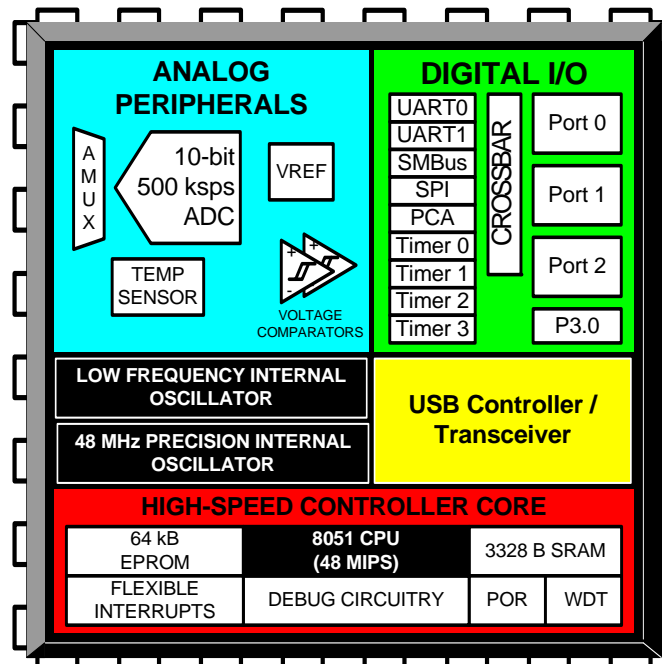 ANALOG
PERIPHERALS
A
M
U
X
10-bit
500 ksps
ADC
VREF
TEMP
SENSOR
+
-
+
VOLTAGE
COMPARATORS
DIGITAL I/O
UART0
UART1
SMBus
SPI
PCA
Timer 0
Timer 1
Timer 2
Timer 3
CROSSBAR
Port 0
Port 1
Port 2
P3.0
LOW FREQUENCY INTERNAL
OSCILLATOR
48 MHz PRECISION INTERNAL
OSCILLATOR
USB Controller /
Transceiver
HIGH-SPEED CONTROLLER CORE
64 kB
EPROM
8051 CPU
(48 MIPS)
3328 B SRAM
FLEXIBLE
INTERRUPTS
DEBUG CIRCUITRY
POR
WDT